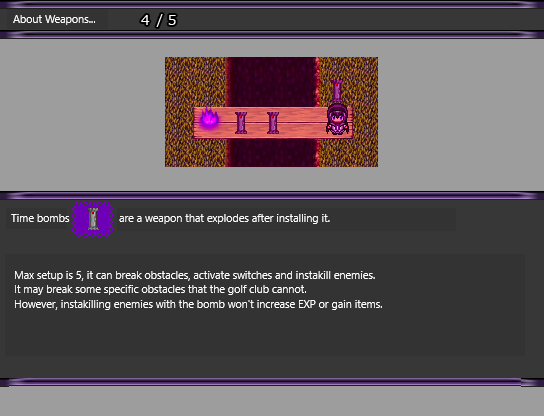 About Weapons...
4 / 5
Time bombs are a weapon that explodes after installing it.
Max setup is 5, it can break obstacles, activate switches and instakill enemies.
It may break some specific obstacles that the golf club cannot.
However, instakilling enemies with the bomb won't increase EXP or gain items.